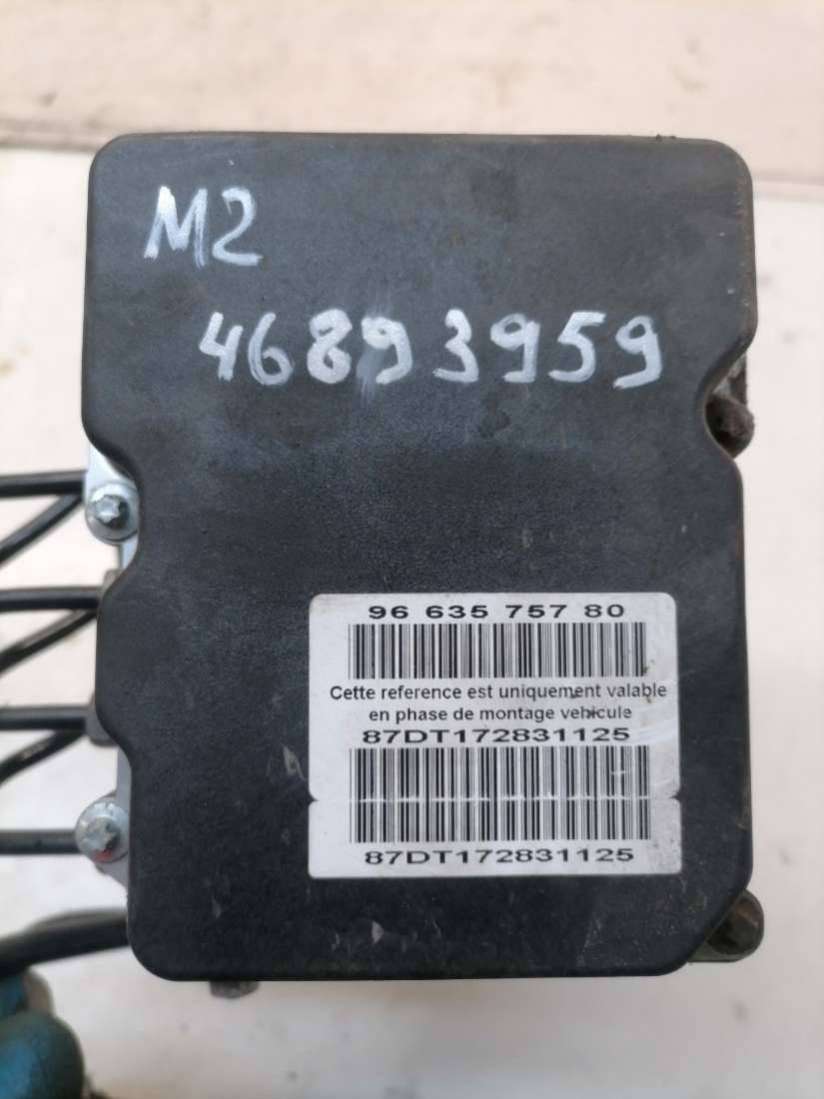 M2
46893959
96 635 757 80
Cette reference est uniquement valable
en phase de montage vehicule
87DT172831125
87DT172831125